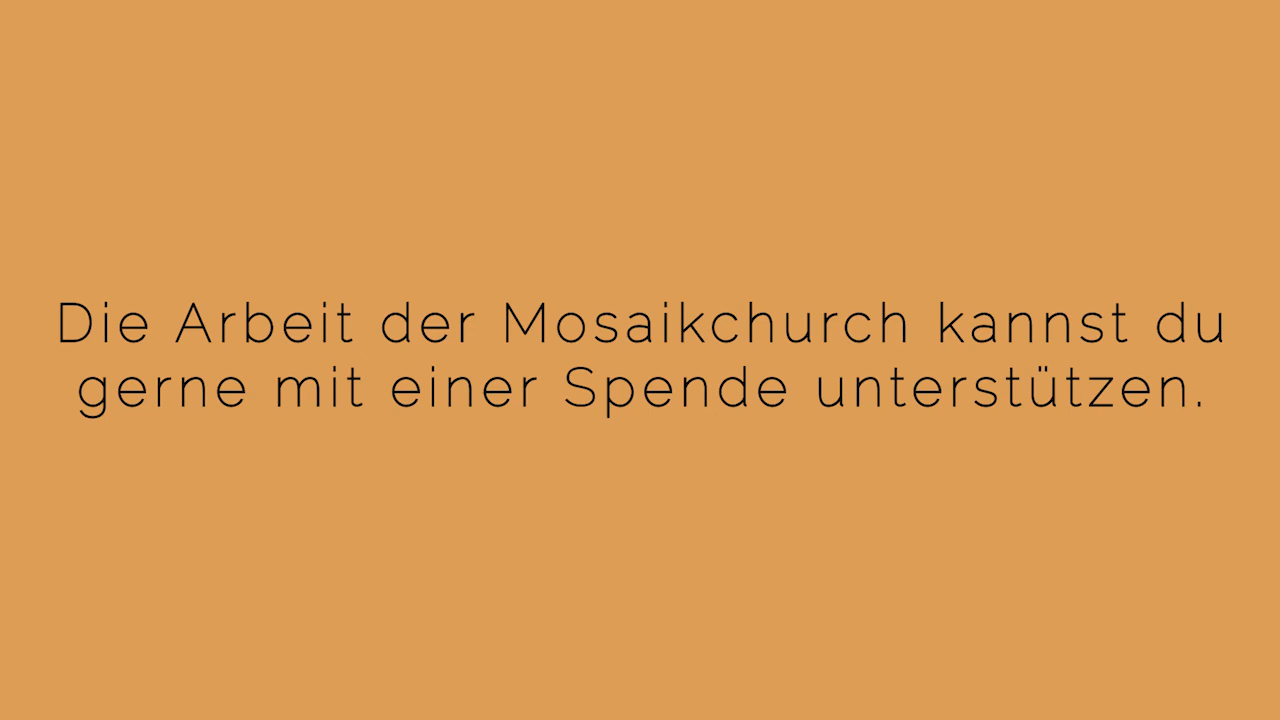 Die Arbeit der Mosaikchurch kannst du
gerne mit einer Spende unterstützen.